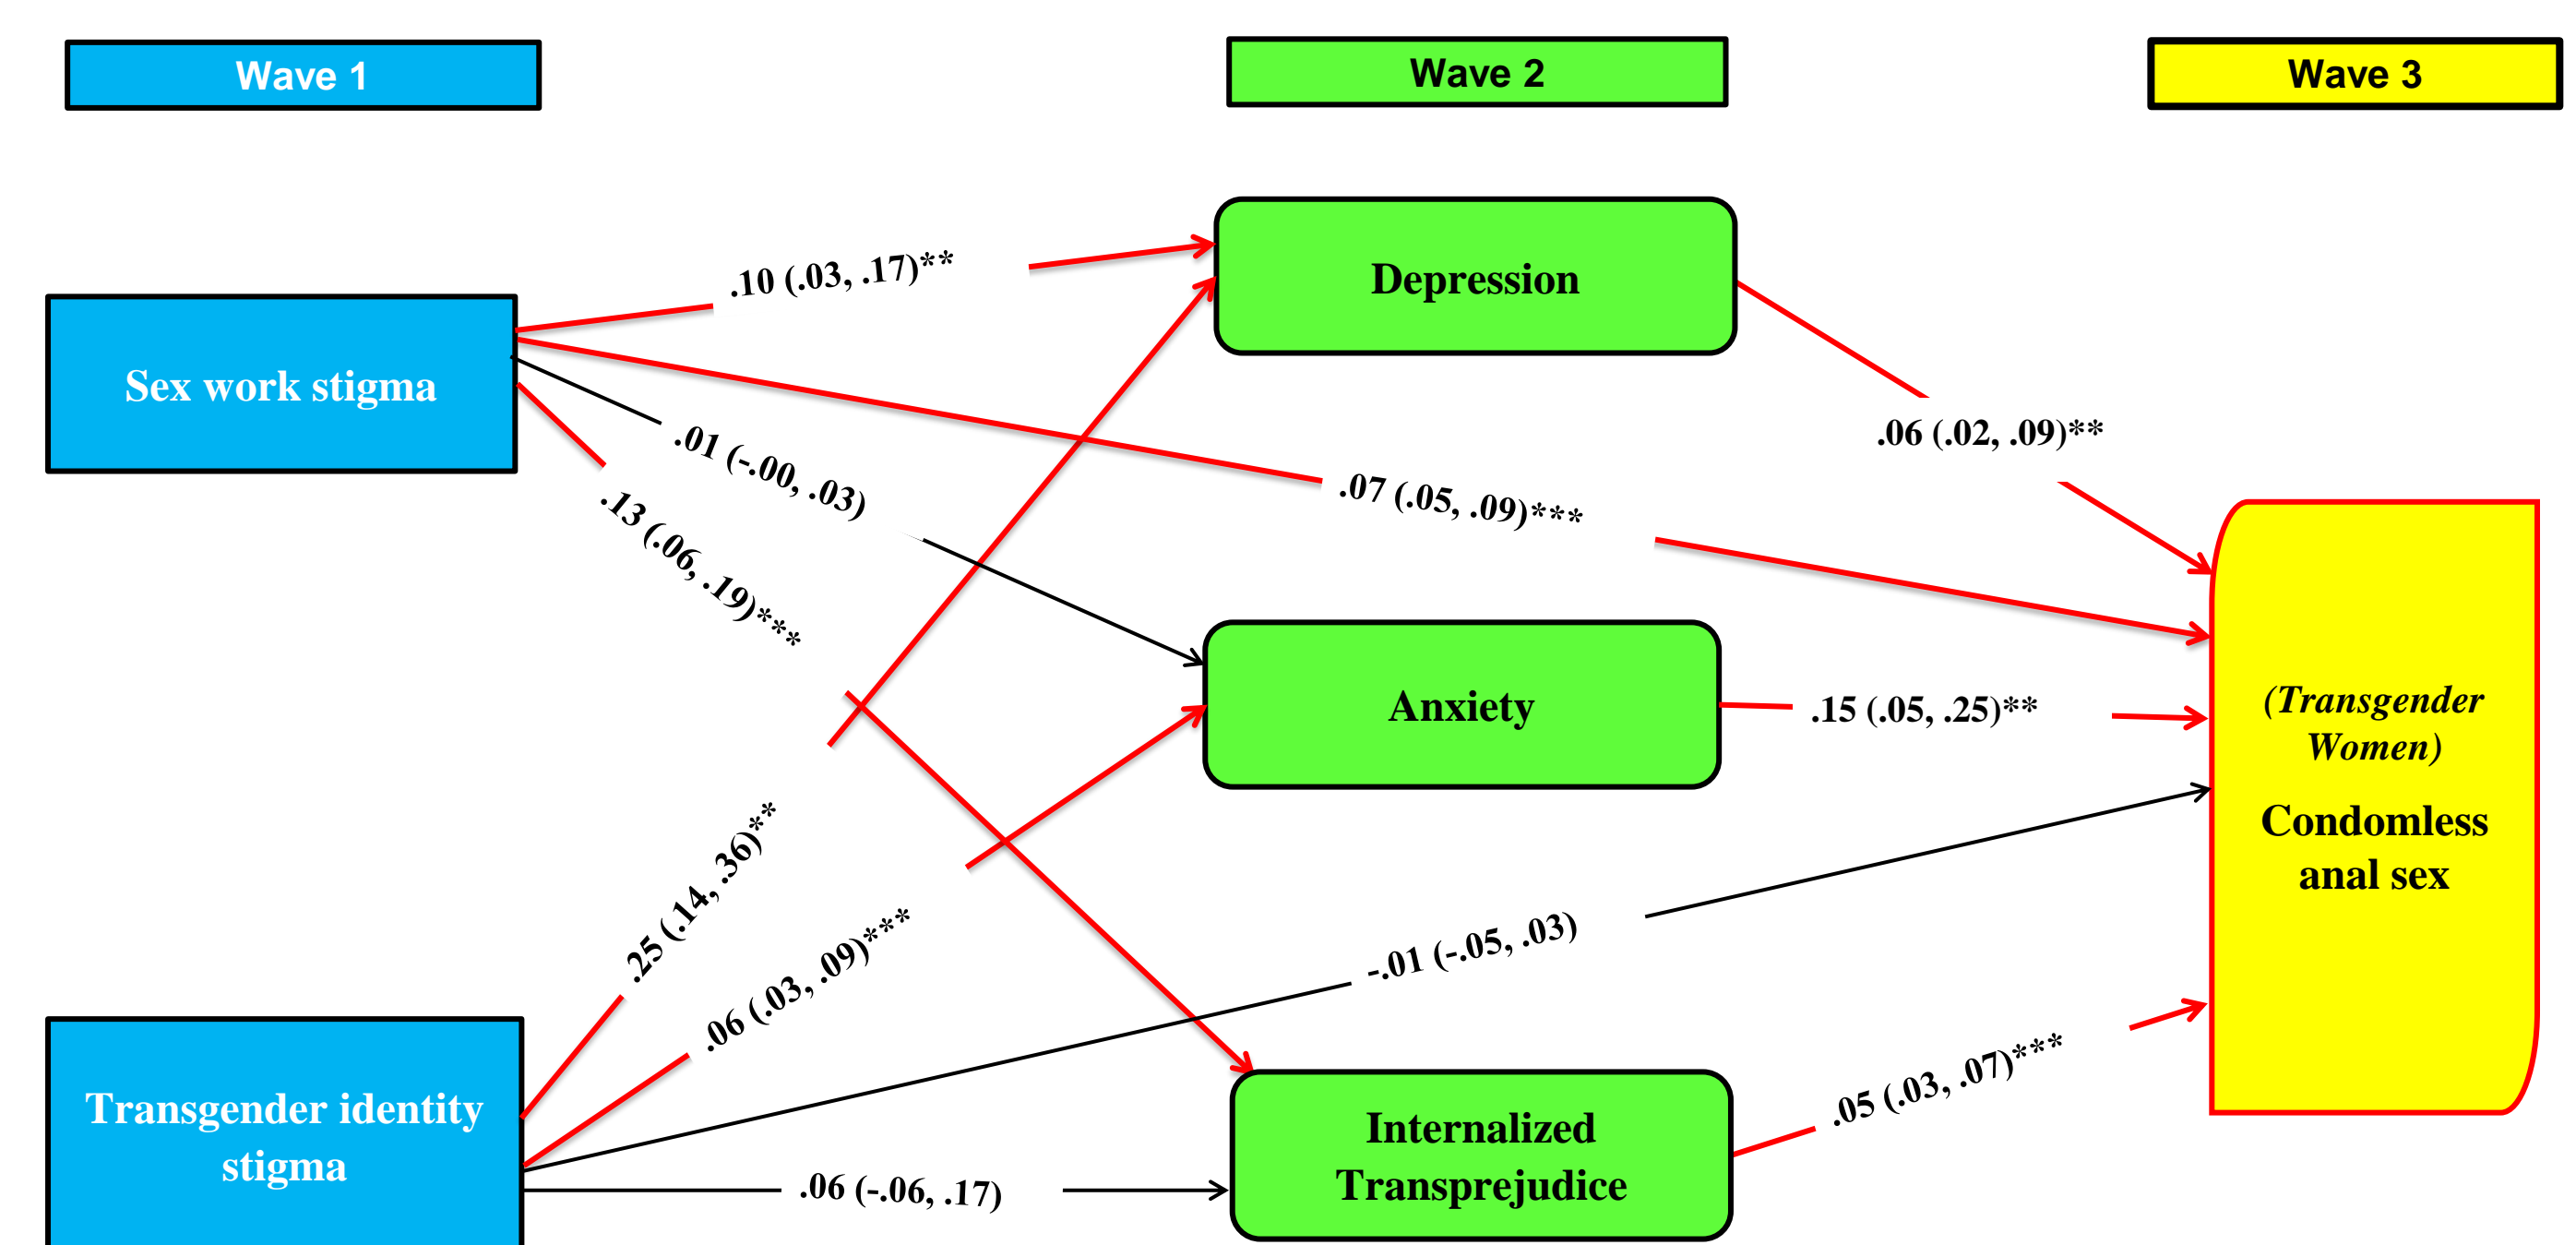 Wave 1
Wave 2
Wave 3
Depression
.10 (.03, .17)**
Sex work stigma
.06 (.02, .09)**
.01 (-.00, .03)
.07 (.05, .09)***
.13 (.06, .19)***
Anxiety
.15 (.05, .25)**
(Transgender
Women)
Condomless
anal sex
.25 (.14, .36)**
.06 (.03, .09)***
-.01 (-.05, .03)
.05 (.03, .07)***
Transgender identity
stigma
Internalized
Transprejudice
.06 (-.06, .17)